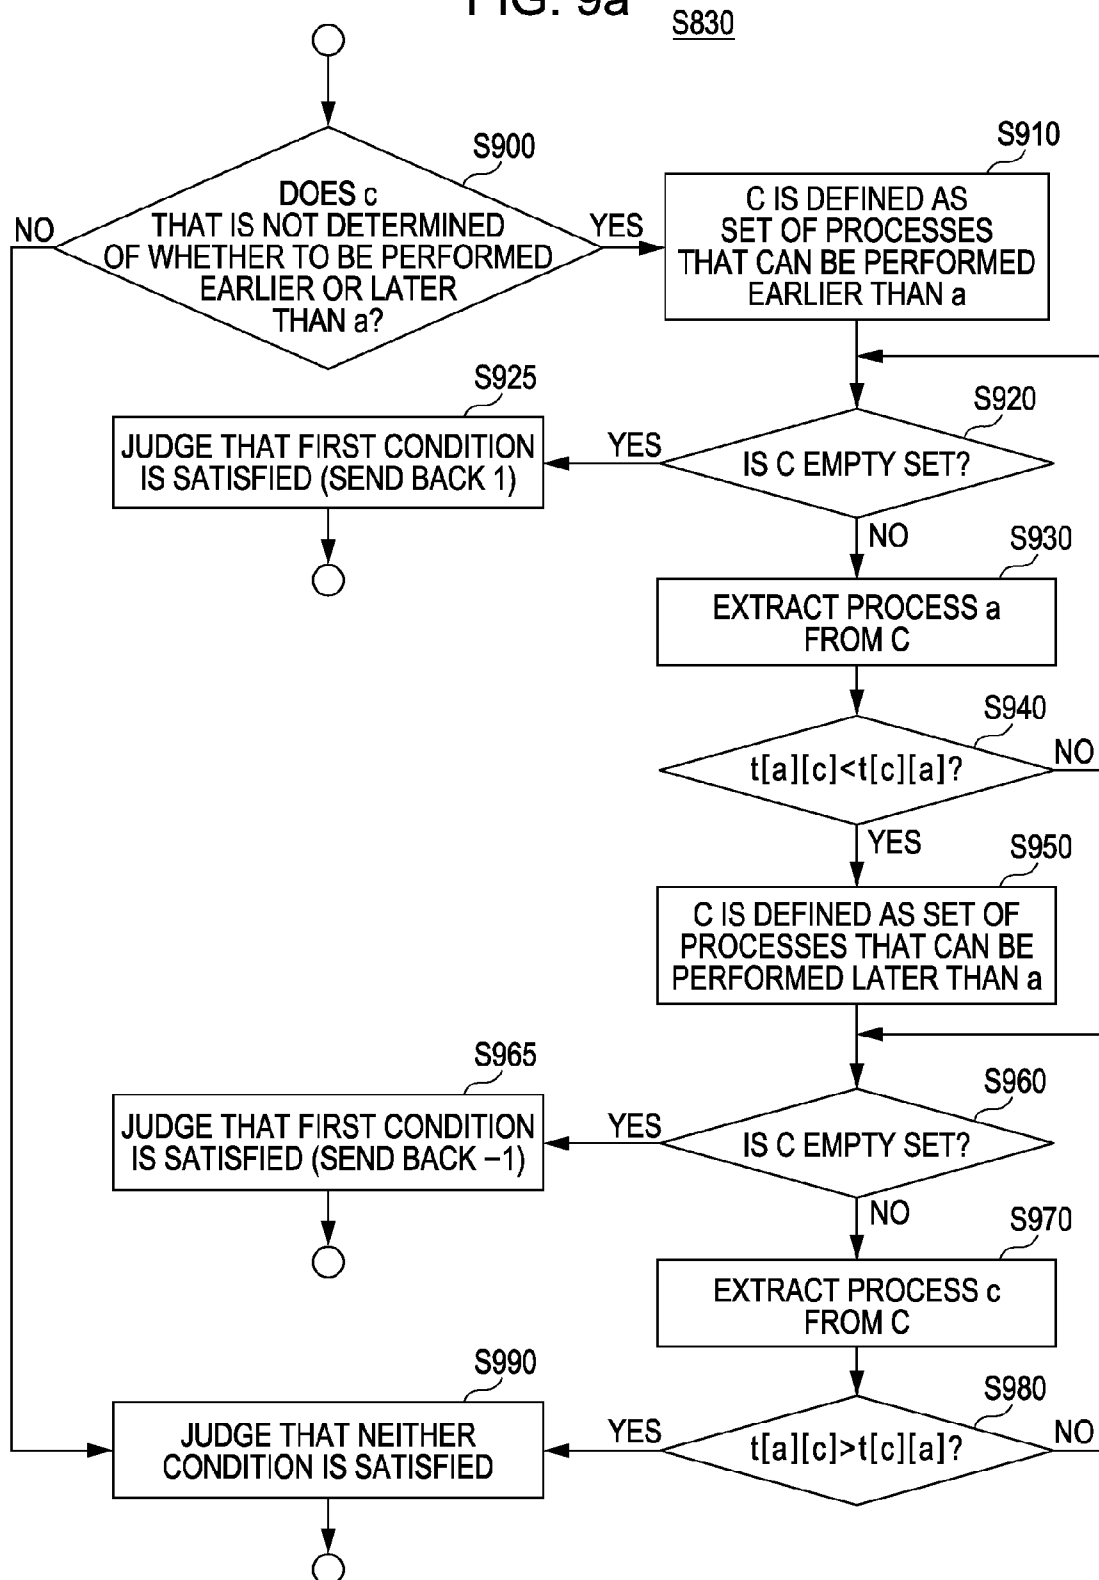 FIG. 9a
S830
S900
DOES c
THAT IS NOT DETERMINED
OF WHETHER TO BE PERFORMED
EARLIER OR LATER
THAN a?
NO
YES
S910
C IS DEFINED AS
SET OF PROCESSES
THAT CAN BE PERFORMED
EARLIER THAN a
S920
IS C EMPTY SET?
YES
NO
S925
JUDGE THAT FIRST CONDITION
IS SATISFIED (SEND BACK 1)
S930
EXTRACT PROCESS a
FROM C
S940
t[a][c]<t[c][a]?
NO
YES
S950
C IS DEFINED AS SET OF
PROCESSES THAT CAN BE
PERFORMED LATER THAN a
S960
IS C EMPTY SET?
YES
NO
S965
JUDGE THAT FIRST CONDITION
IS SATISFIED (SEND BACK −1)
S970
EXTRACT PROCESS c
FROM C
S980
t[a][c]>t[c][a]?
YES
NO
S990
JUDGE THAT NEITHER
CONDITION IS SATISFIED